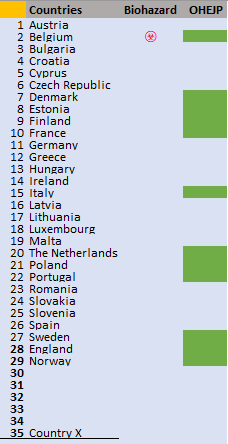 Countries Biohazard OHEJP
1 Austria
2 Belgium ☣
3 Bulgaria
4 Croatia
5 Cyprus
6 Czech Republic
7 Denmark
8 Estonia
9 Finland
10 France
11 Germany
12 Greece
13 Hungary
14 Ireland
15 Italy
16 Latvia
17 Lithuania
18 Luxembourg
19 Malta
20 The Netherlands
21 Poland
22 Portugal
23 Romania
24 Slovakia
25 Slovenia
26 Spain
27 Sweden
28 England
29 Norway
30
31
32
33
34
35 Country X